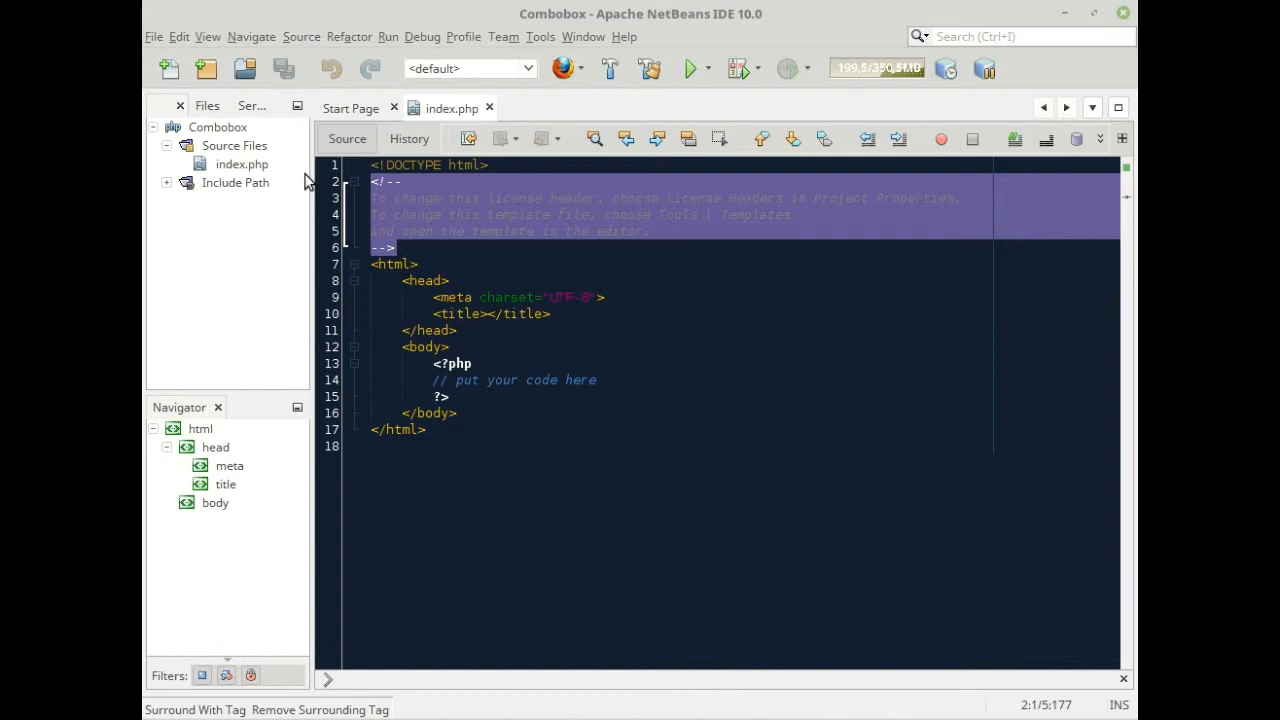 Combobox - Apache NetBeans IDE 10.0
File Edit View Navigate Source Refactor Run Debug Profile Team Tools Window Help
Search (Ctrl+I)
<default>
199,5/350,5MB
Files Ser...
Start Page index.php
php Combobox
Source Files
index.php
Include Path
Source History
1 <!DOCTYPE html>
2 <!--
3 To change this license header, choose License Headers in Project Properties.
4 To change this template file, choose Tools | Templates
5 and open the template in the editor.
6 -->
7 <html>
8 <head>
9 <meta charset="UTF-8">
10 <title></title>
11 </head>
12 <body>
13 <?php
14 // put your code here
15 ?>
16 </body>
17 </html>
18
Navigator
html
head
meta
title
body
Filters:
Surround With Tag Remove Surrounding Tag
2:1/5:177 INS